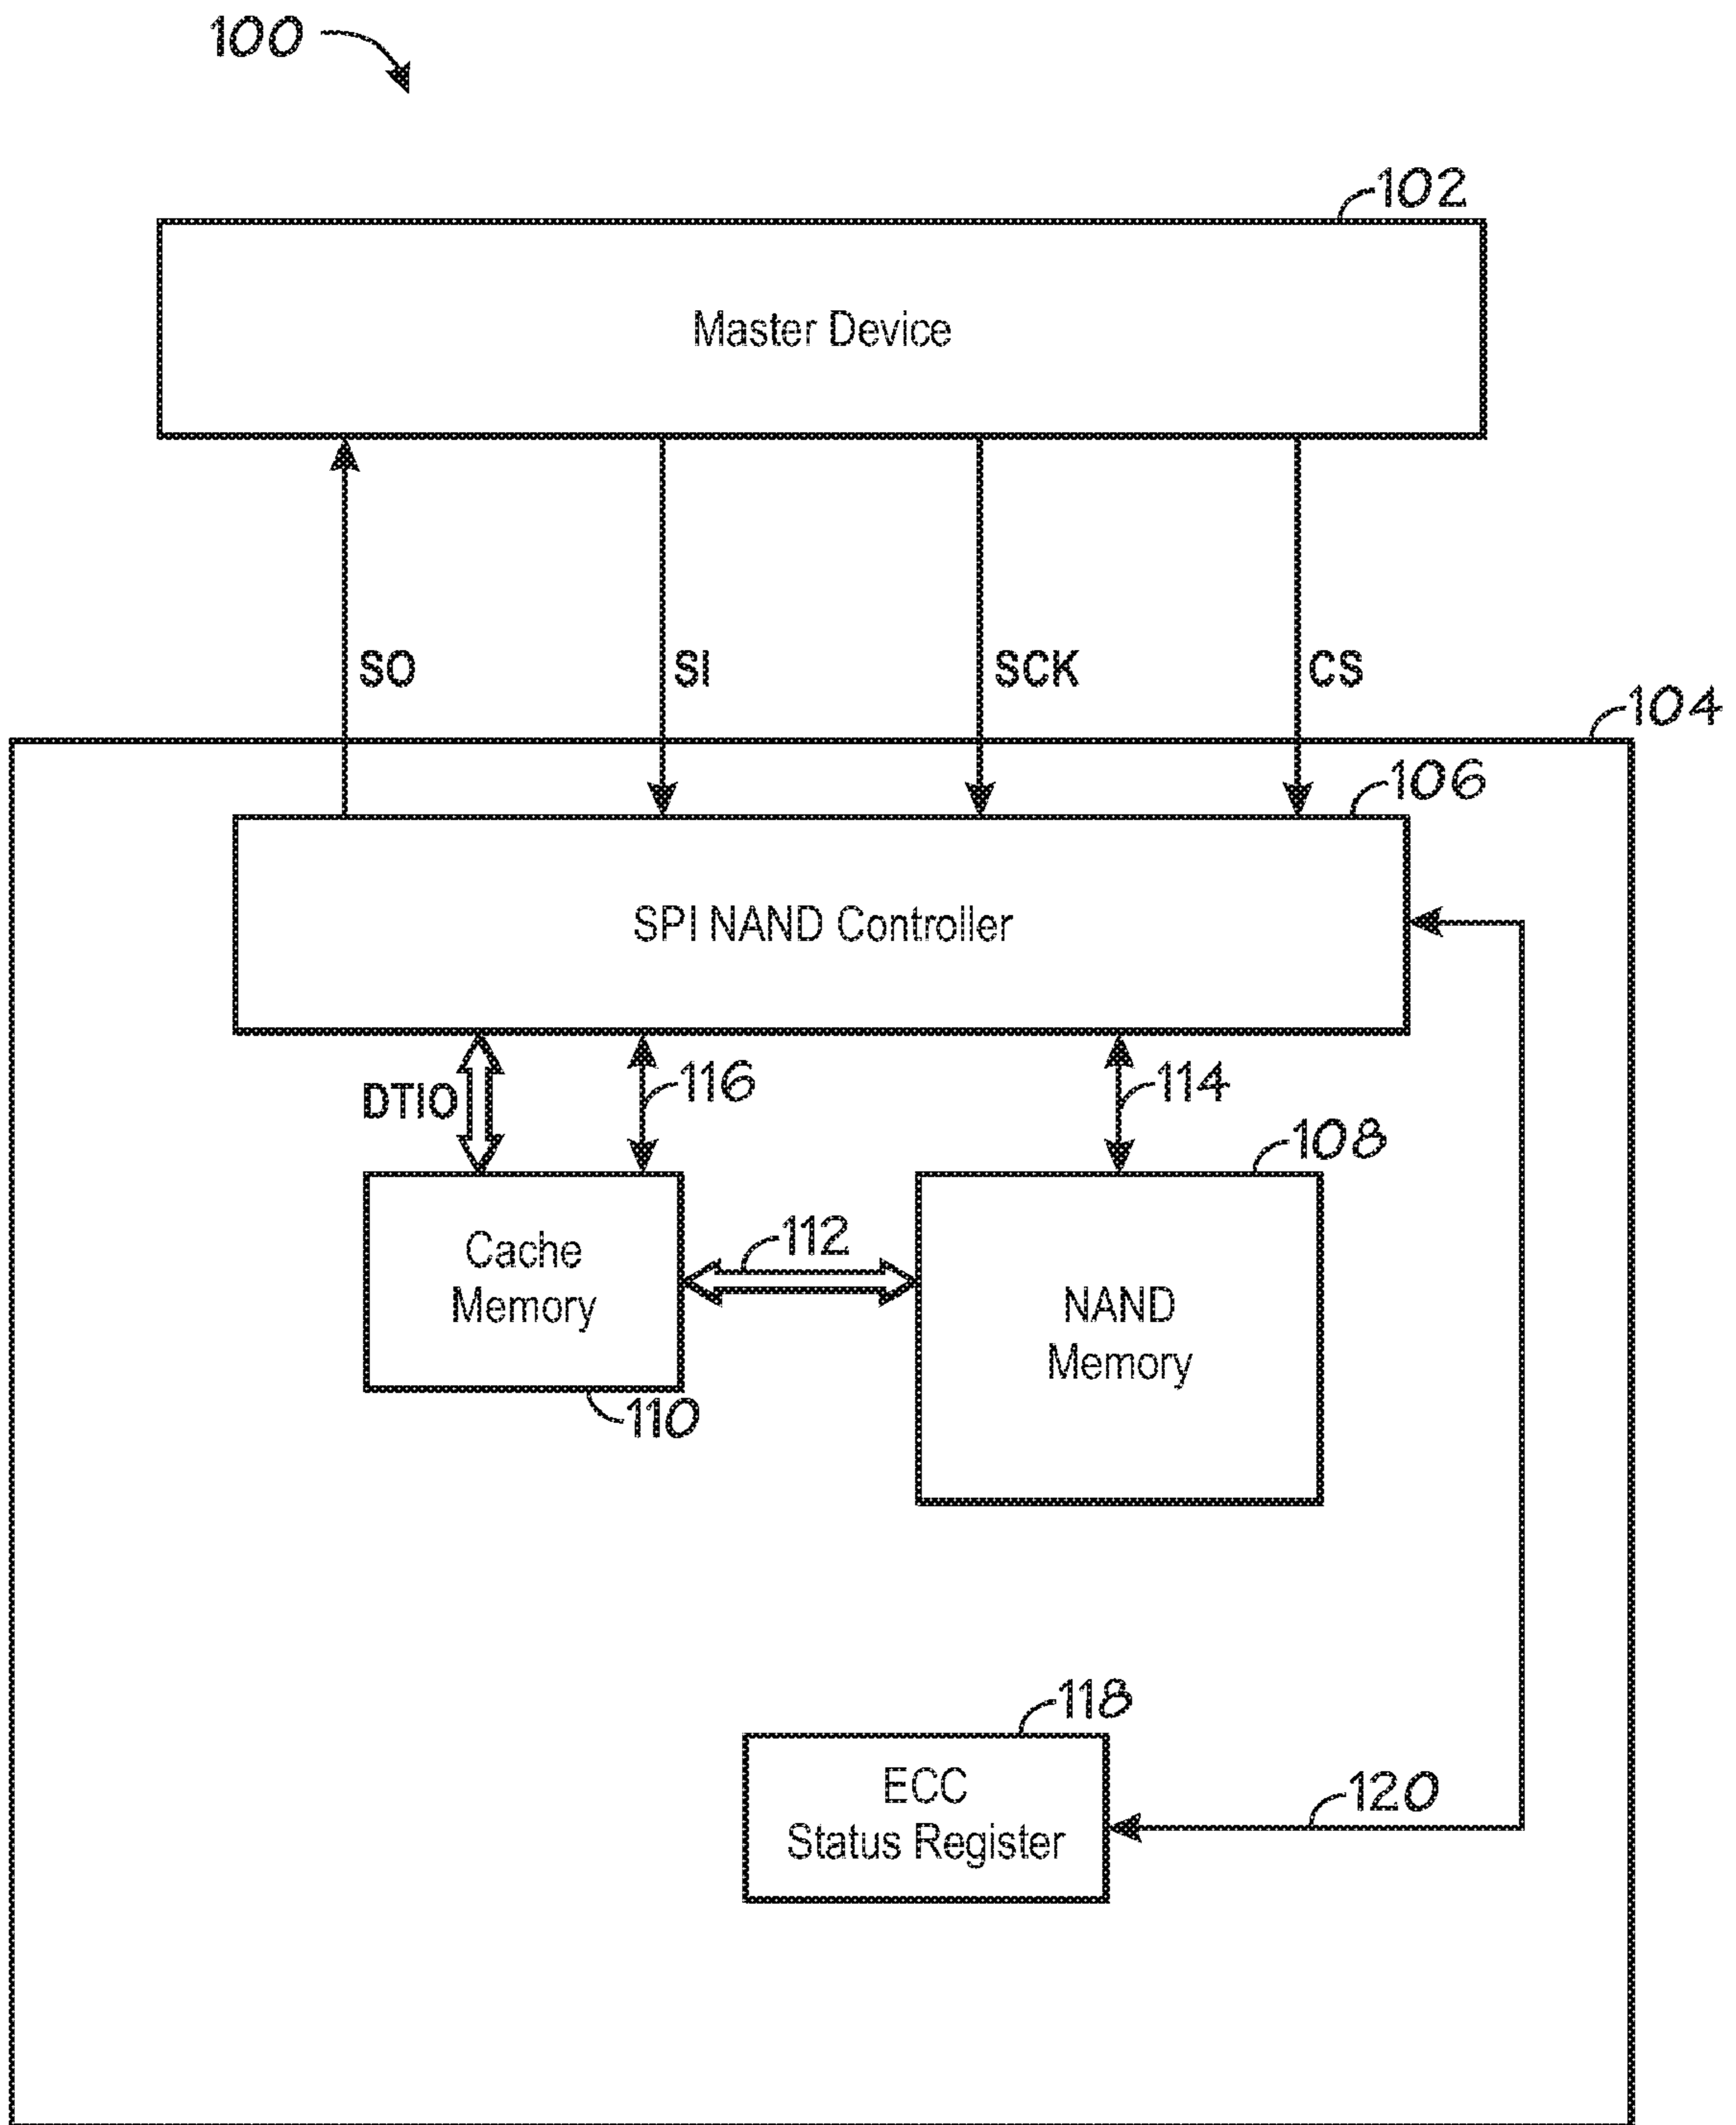 100
102
Master Device
SO
SI
SCK
CS
104
106
SPI NAND Controller
DTIO
116
114
108
Cache
Memory
112
NAND
Memory
110
118
ECC
Status Register
120